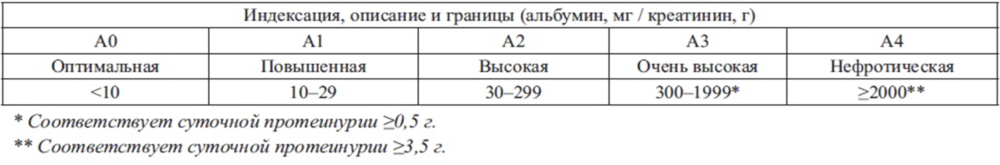 Индексация, описание и границы (альбумин, мг / креатинин, г)
А0 А1 А2 А3 А4
Оптимальная Повышенная Высокая Очень высокая Нефротическая
<10 10–29 30–299 300–1999* ≥2000**
* Соответствует суточной протеинурии ≥0,5 г.
** Соответствует суточной протеинурии ≥3,5 г.